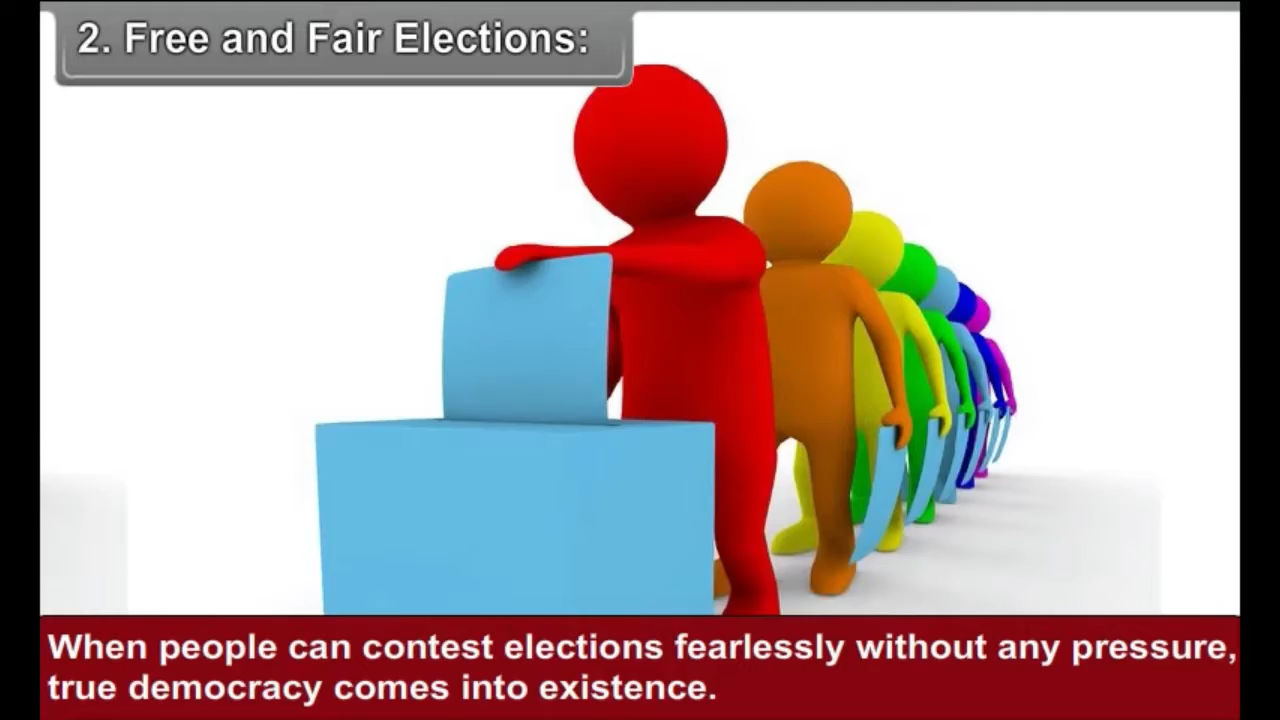 2. Free and Fair Elections:
When people can contest elections fearlessly without any pressure,
true democracy comes into existence.